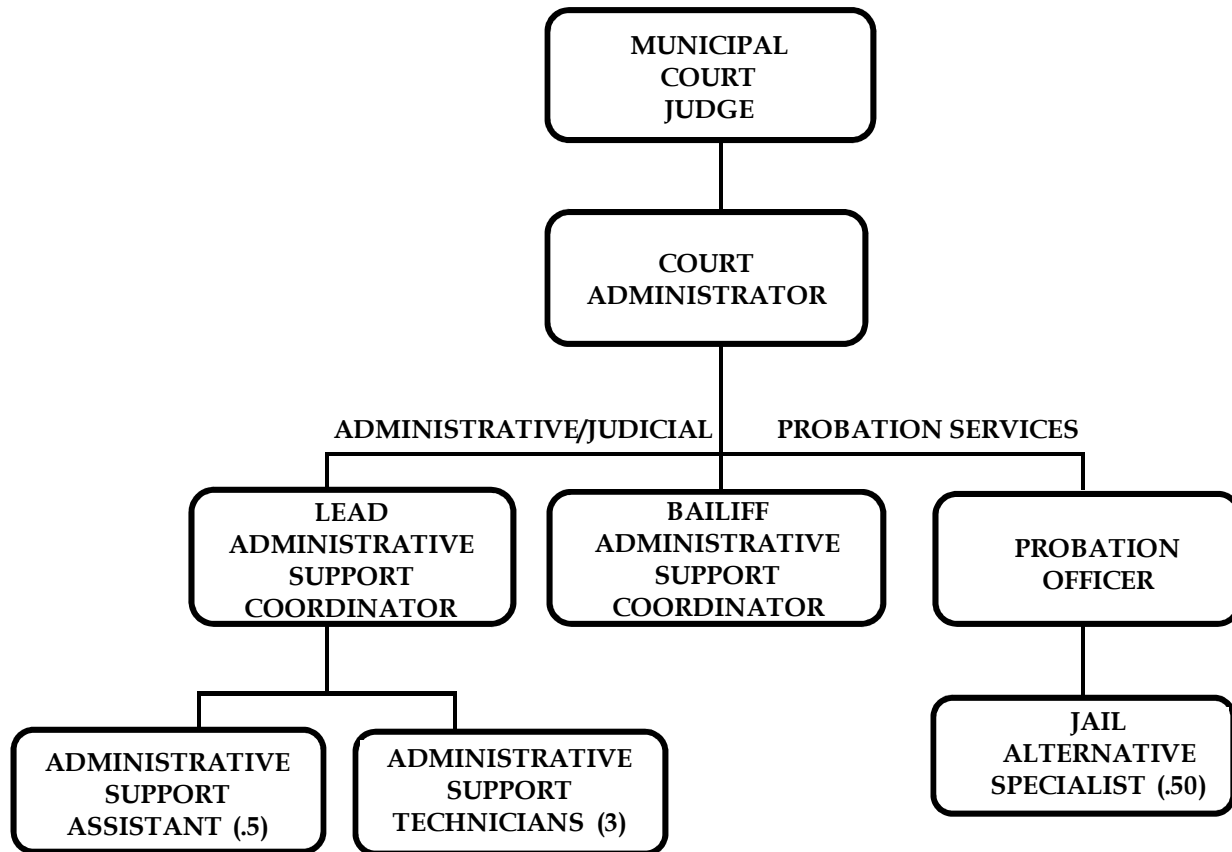 MUNICIPAL
COURT
JUDGE
COURT
ADMINISTRATOR
ADMINISTRATIVE/JUDICIAL
PROBATION SERVICES
LEAD
ADMINISTRATIVE
SUPPORT
COORDINATOR
BAILIFF
ADMINISTRATIVE
SUPPORT
COORDINATOR
PROBATION
OFFICER
ADMINISTRATIVE
SUPPORT
ASSISTANT (.5)
ADMINISTRATIVE
SUPPORT
TECHNICIANS (3)
JAIL
ALTERNATIVE
SPECIALIST (.50)